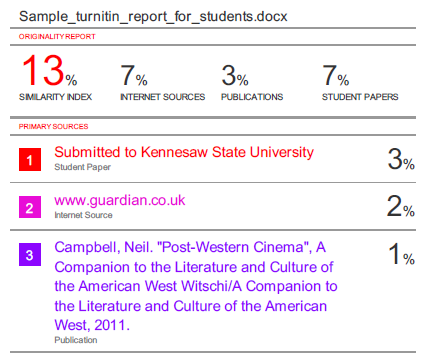 Sample_turnitin_report_for_students.docx
ORIGINALITY REPORT
13% 7% 3% 7%
SIMILARITY INDEX INTERNET SOURCES PUBLICATIONS STUDENT PAPERS
PRIMARY SOURCES
1 Submitted to Kennesaw State University 3%
Student Paper
2 www.guardian.co.uk 2%
Internet Source
3 Campbell, Neil. "Post-Western Cinema", A 1%
Companion to the Literature and Culture of
the American West Witschi/A Companion to
the Literature and Culture of the American
West, 2011.
Publication